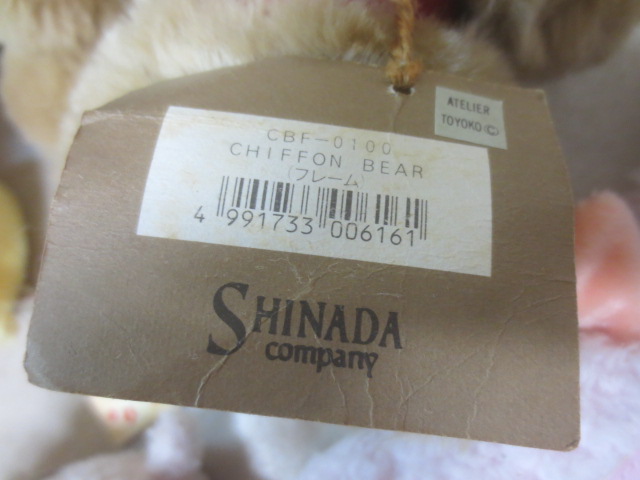 ATELIER
TOYOKO©
CBF-0100
CHIFFON BEAR
(フレーム)
4 991733 006161
SHINADA
company